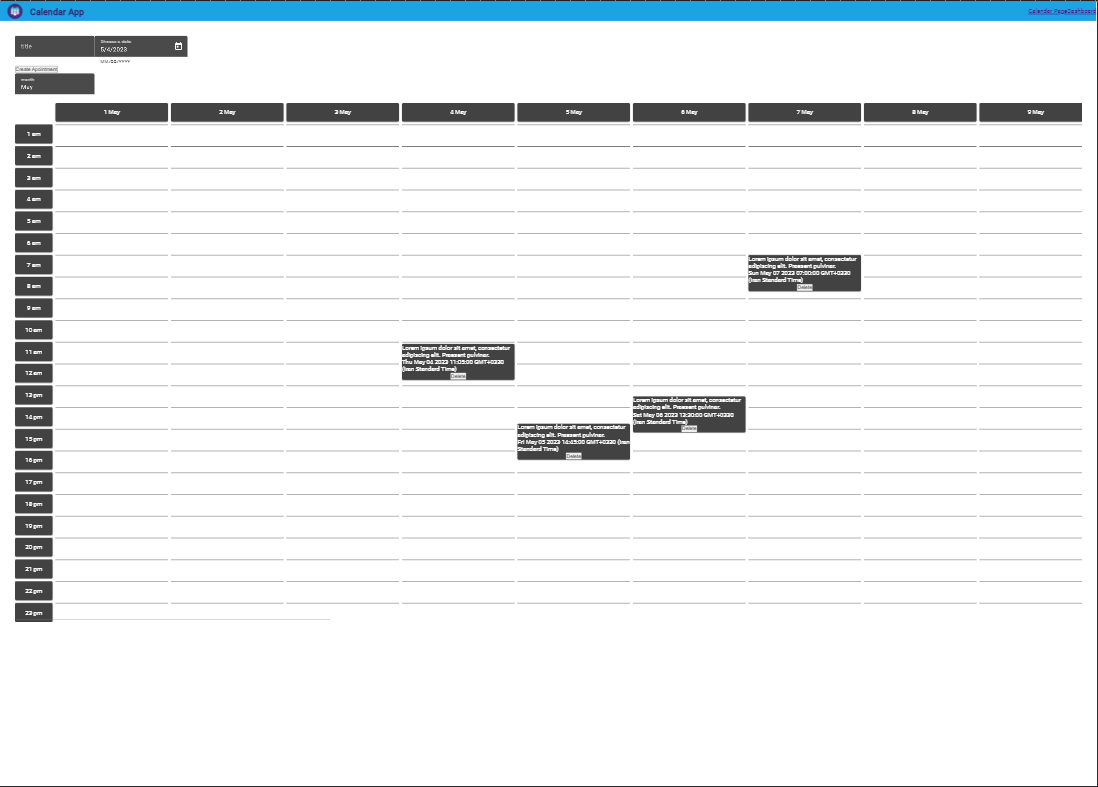 Calendar App
Calendar Page Dashboard
title
Choose a date
5/4/2023
MM/DD/YYYY
Create Apointment
month
May
1 May 2 May 3 May 4 May 5 May 6 May 7 May 8 May 9 May
1 am
2 am
3 am
4 am
5 am
6 am
7 am
Lorem ipsum dolor sit amet, consectetur
adipiscing elit. Praesent pulvinar.
Sun May 07 2023 07:00:00 GMT+0330
(Iran Standard Time)
Delete
8 am
9 am
10 am
11 am
Lorem ipsum dolor sit amet, consectetur
adipiscing elit. Praesent pulvinar.
Thu May 04 2023 11:05:00 GMT+0330
(Iran Standard Time)
Delete
12 am
13 pm
Lorem ipsum dolor sit amet, consectetur
adipiscing elit. Praesent pulvinar.
Sat May 06 2023 13:30:00 GMT+0330
(Iran Standard Time)
Delete
14 pm
Lorem ipsum dolor sit amet, consectetur
adipiscing elit. Praesent pulvinar.
Fri May 05 2023 14:45:00 GMT+0330 (Iran
Standard Time)
Delete
15 pm
16 pm
17 pm
18 pm
19 pm
20 pm
21 pm
22 pm
23 pm